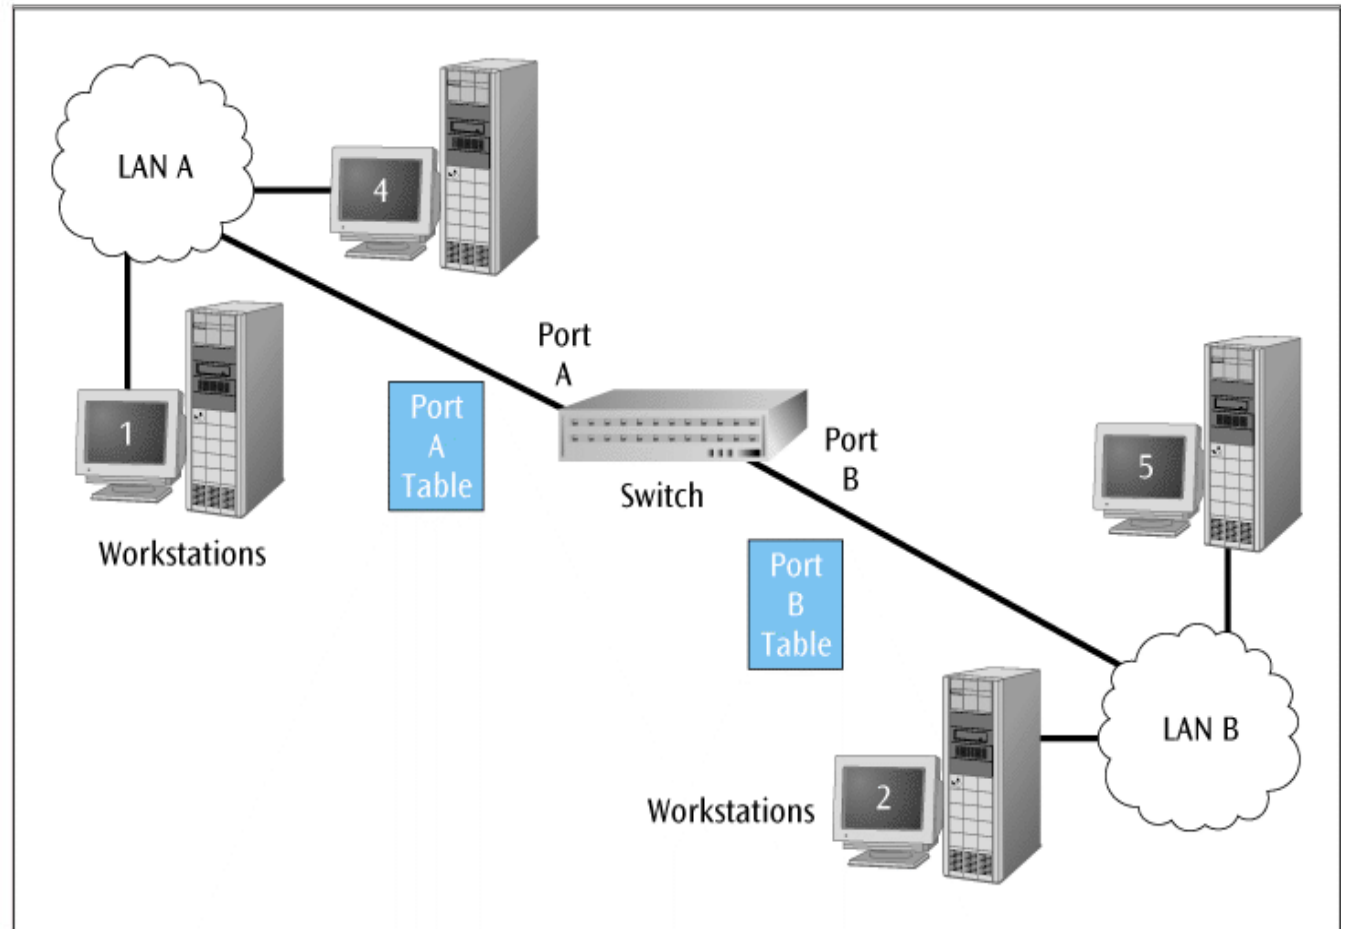 LAN A
4
Port
A
1
Port
A
Table
Switch
Port
B
5
Workstations
Port
B
Table
LAN B
2
Workstations